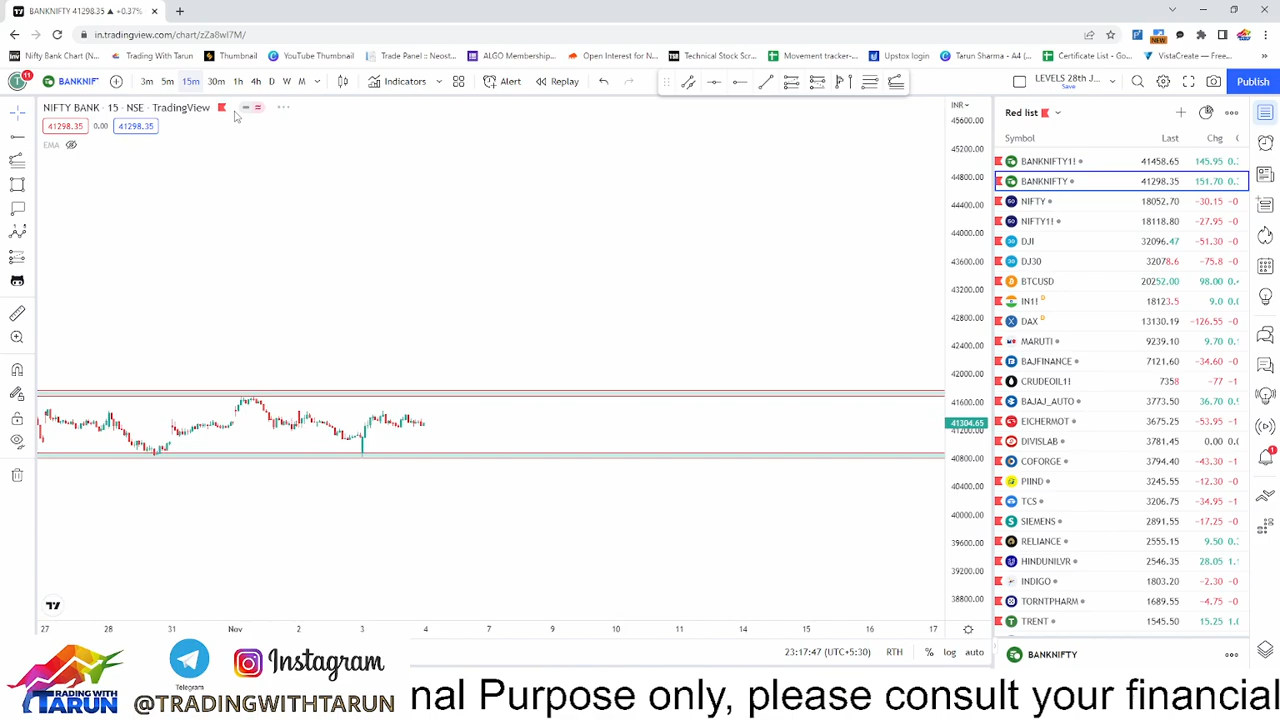 BANKNIFTY 41298.35 ▲ +0.37%
in.tradingview.com/chart/zZa8wI7M/
Nifty Bank Chart (N... Trading With Tarun Thumbnail YouTube Thumbnail Trade Panel :: Neost... ALGO Membership... Open Interest for N... Technical Stock Scr... Movement tracker-... Upstox login Tarun Sharma - A4 (... Certificate List - Go... VistaCreate — Free...
NEW
11 BANKNIF 3m 5m 15m 30m 1h 4h D W M Indicators Alert Replay LEVELS 28th J... Save Publish
NIFTY BANK · 15 · NSE · TradingView
41298.35 0.00 41298.35
EMA
INR
45600.00
45200.00
44800.00
44400.00
44000.00
43600.00
43200.00
42800.00
42400.00
42000.00
41600.00
41304.65
41200.00
40800.00
40400.00
40000.00
39600.00
39200.00
38800.00
27 28 31 Nov 2 3 4 7 8 9 10 11 14 15 16 17
23:17:47 (UTC+5:30) RTH % log auto
Red list
Symbol Last Chg
BANKNIFTY1! 41458.65 145.95
BANKNIFTY 41298.35 151.70
NIFTY 18052.70 −30.15
NIFTY1! 18118.80 −27.95
DJI 32096.47 −51.30
DJ30 32078.6 −75.8
BTCUSD 20252.00 98.00
IN1! D 18123.5 9.0
DAX D 13130.19 −126.55
MARUTI 9239.10 9.70
BAJFINANCE 7121.60 −34.60
CRUDEOIL1! 7358 −77
BAJAJ_AUTO 3773.50 36.70
EICHERMOT 3675.25 −53.95
DIVISLAB 3781.45 0.00
COFORGE 3794.40 −43.30
PIIND 3245.55 −12.30
TCS 3206.75 −34.95
SIEMENS 2891.55 −17.25
RELIANCE 2555.15 9.50
HINDUNILVR 2546.35 28.05
INDIGO 1803.20 −2.30
TORNTPHARM 1689.55 −4.75
TRENT 1545.50 15.25
BANKNIFTY
TRADING WITH
TARUN
Telegram
Instagram
@TRADINGWITHTARUN
nal Purpose only, please consult your financial